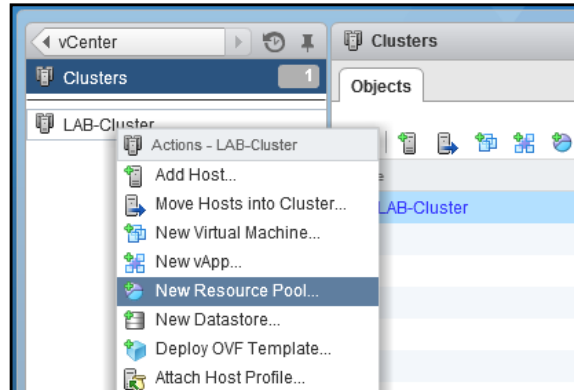 vCenter
Clusters 1
LAB-Cluster
Actions - LAB-Cluster
Add Host...
Move Hosts into Cluster...
New Virtual Machine...
New vApp...
New Resource Pool...
New Datastore...
Deploy OVF Template...
Attach Host Profile...
Clusters
Objects
LAB-Cluster